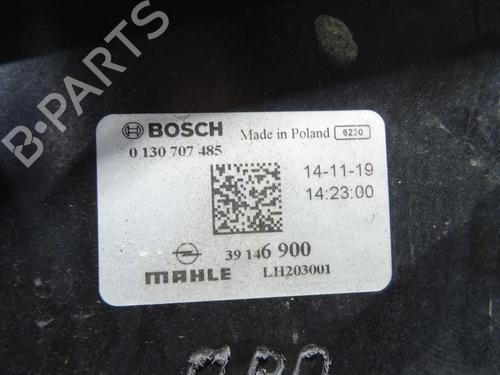 BOSCH Made in Poland 6230
0 130 707 485
14-11-19
14:23:00
39 146 900
MAHLE LH203001